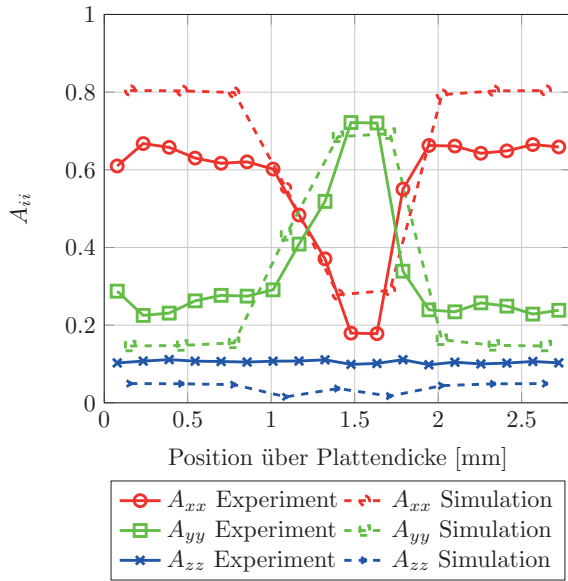 1
0.8
0.6
0.4
0.2
0
A_ii
0 0.5 1 1.5 2 2.5
Position über Plattendicke [mm]
A_xx Experiment A_xx Simulation
A_yy Experiment A_yy Simulation
A_zz Experiment A_zz Simulation